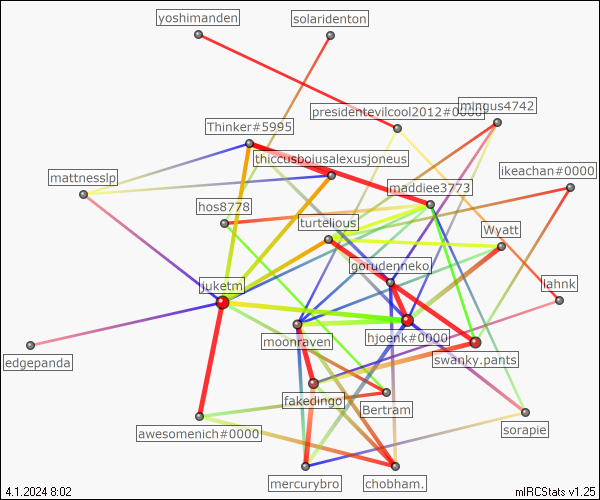 yoshimanden
solaridenton
presidentevilcool2012#0000
mingus4742
Thinker#5995
thiccusboiusalexusjoneus
mattnesslp
ikeachan#0000
maddiee3773
hos8778
turtelious
Wyatt
gorudenneko
juketm
lahnk
moonraven
hjoenk#0000
swanky.pants
edgepanda
fakedingo
Bertram
awesomenich#0000
sorapie
mercurybro
chobham.
4.1.2024 8:02
mIRCStats v1.25